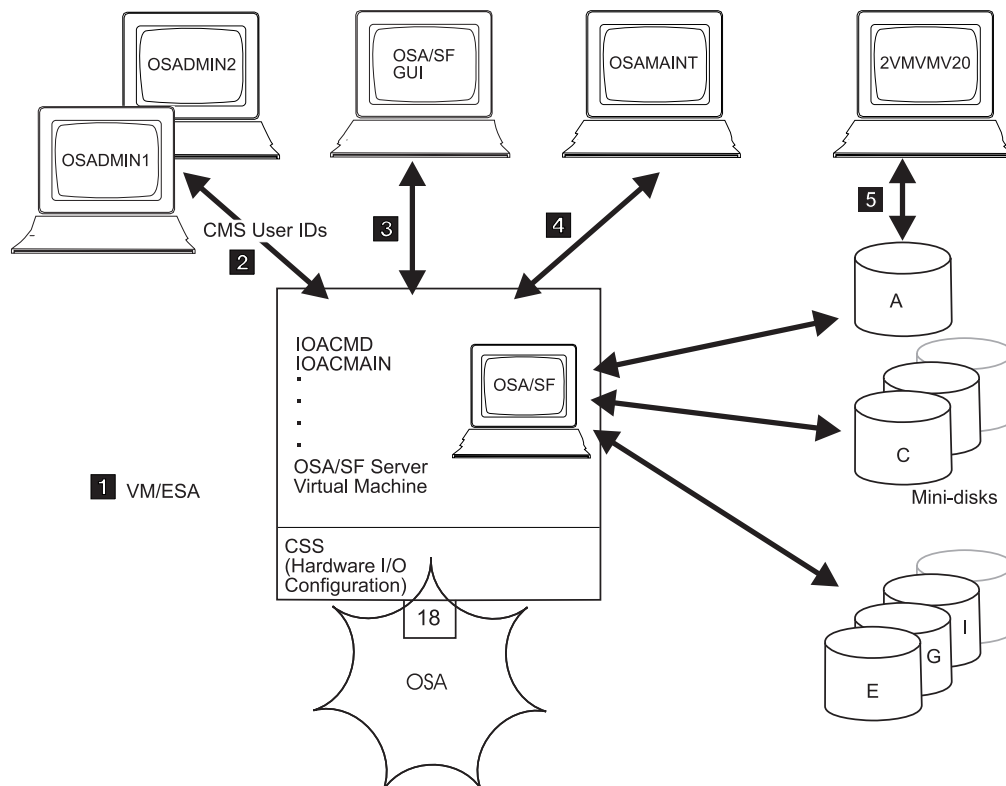 OSADMIN2
OSA/SF
GUI
OSAMAINT
2VMVMV20
OSADMIN1
CMS User IDs
2
3
4
5
A
IOACMD
IOACMAIN
OSA/SF
C
OSA/SF Server
Virtual Machine
1 VM/ESA
Mini-disks
CSS
(Hardware I/O
Configuration)
18
OSA
I
G
E